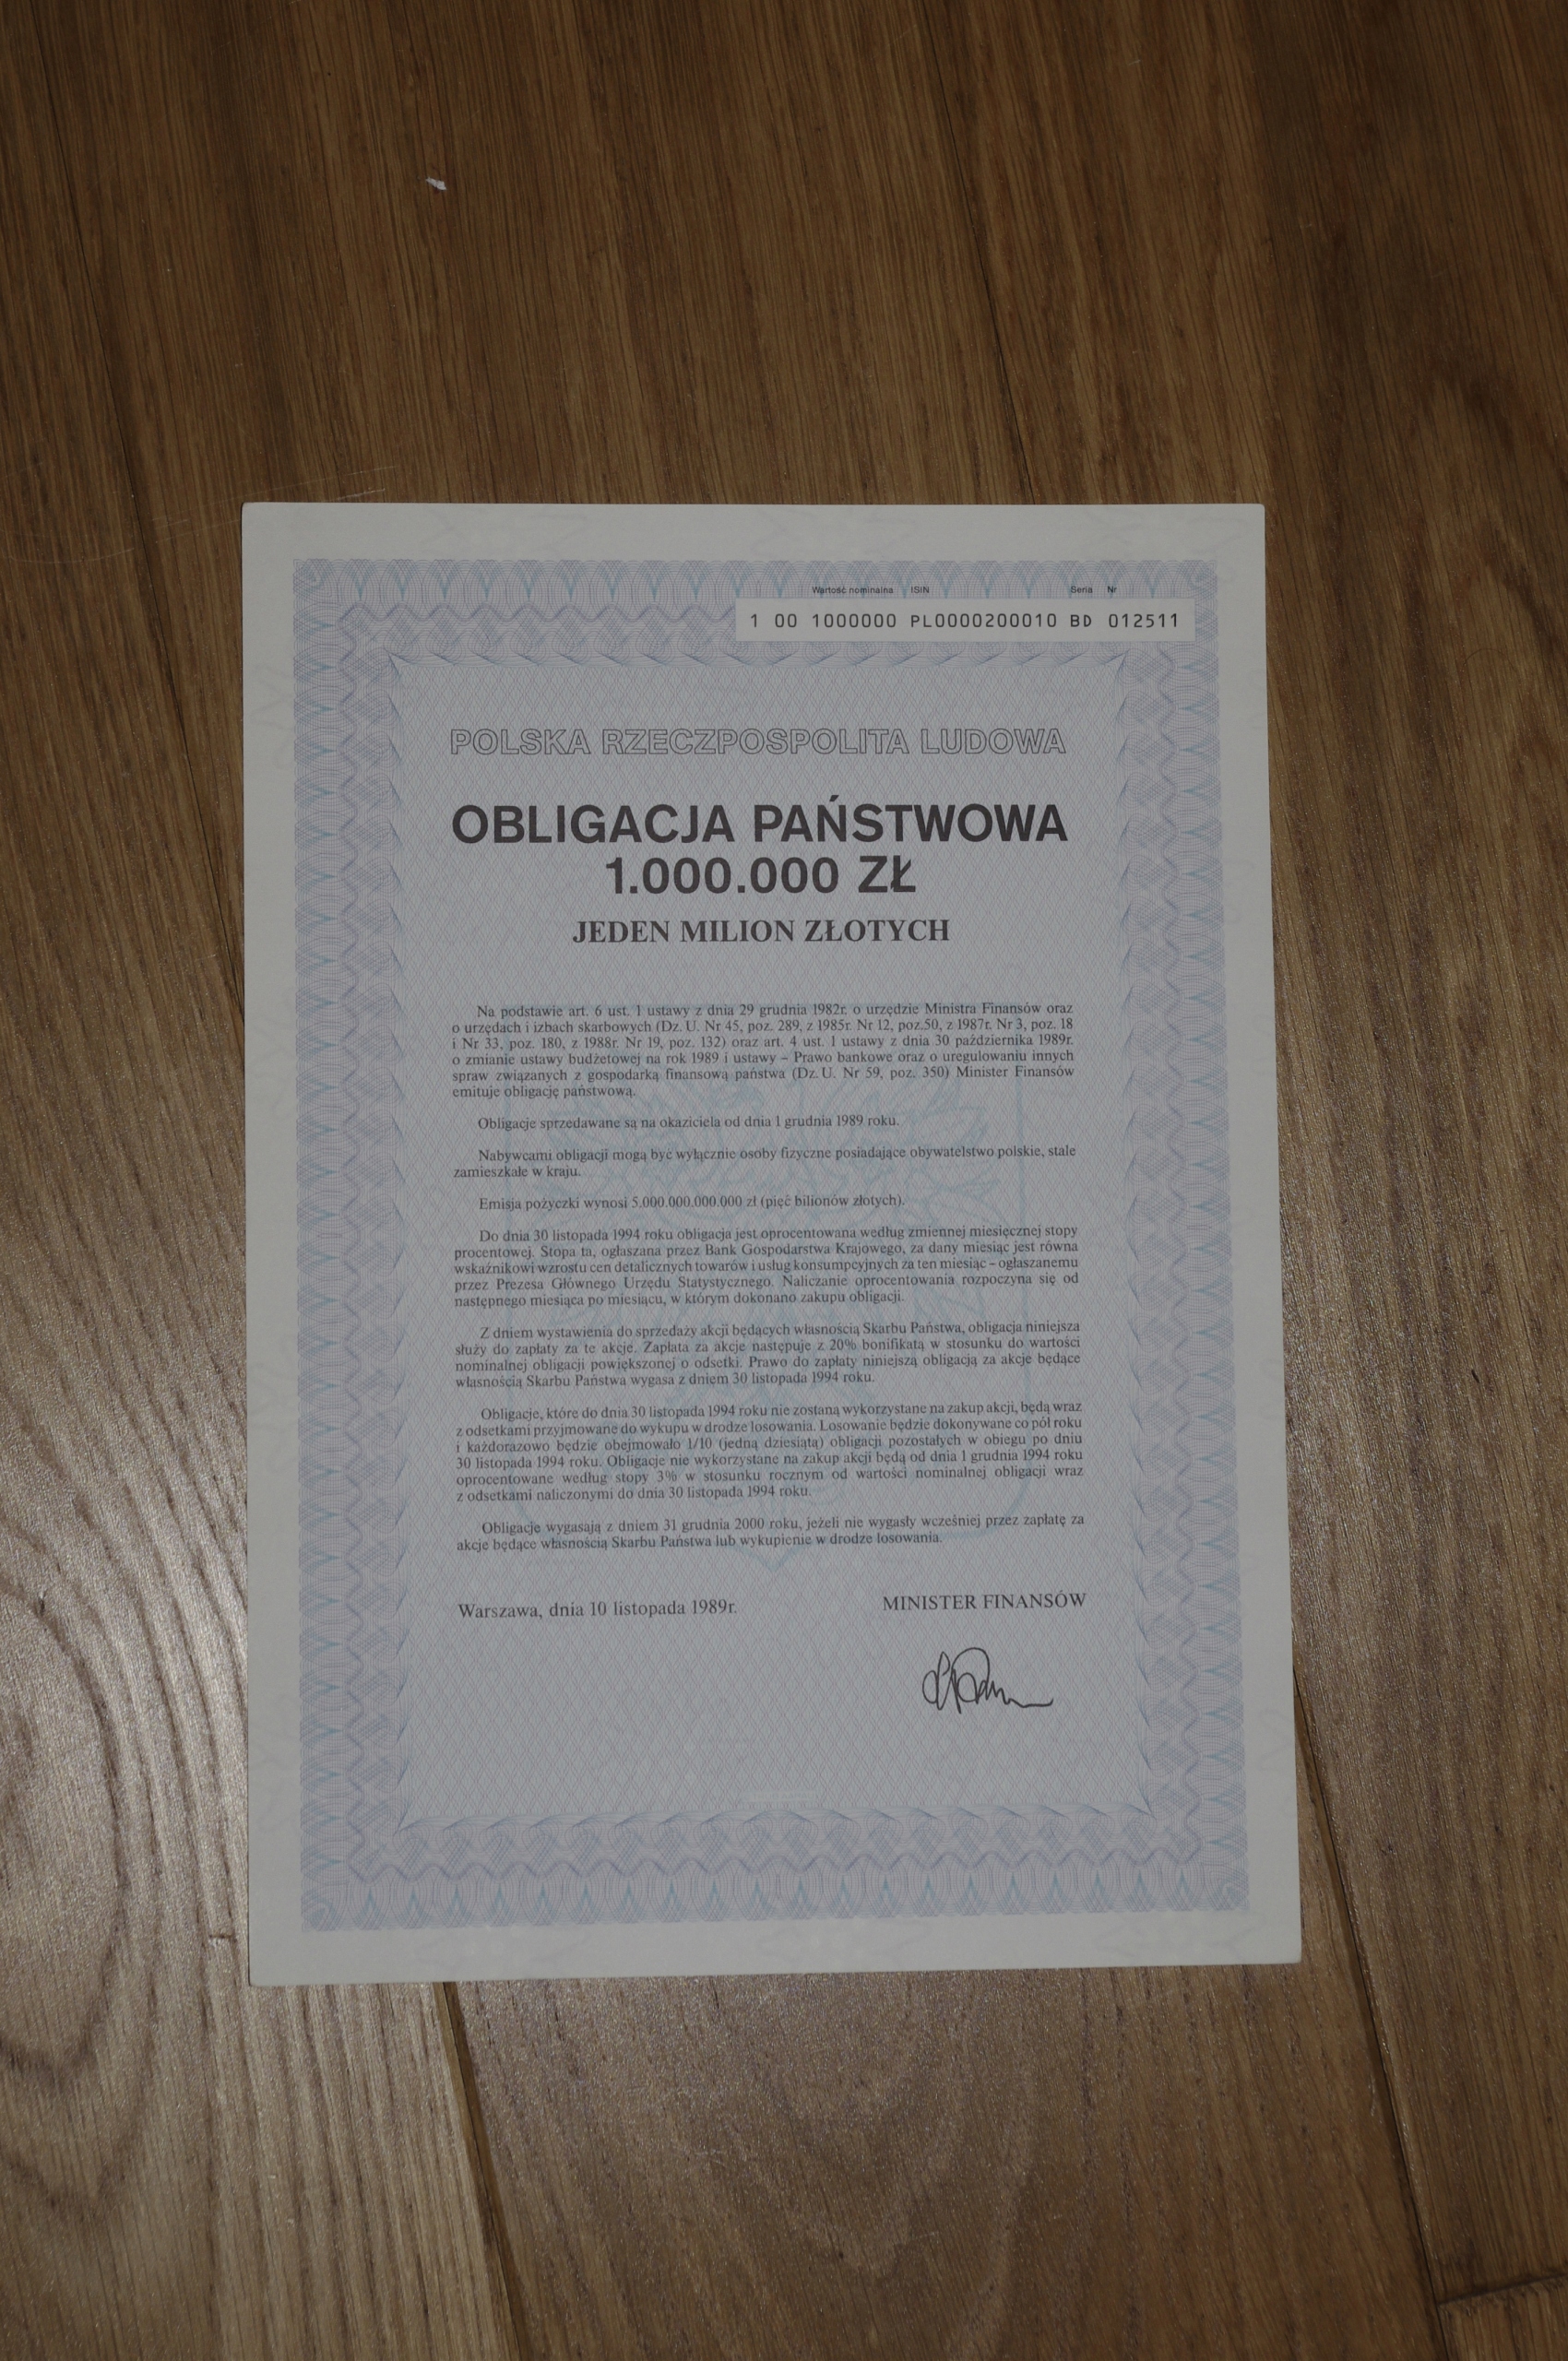 Wartość nominalna ISIN Seria Nr
1 00 1000000 PL0000200010 BD 012511
POLSKA RZECZPOSPOLITA LUDOWA
OBLIGACJA PAŃSTWOWA
1.000.000 ZŁ
JEDEN MILION ZŁOTYCH
Na podstawie art. 6 ust. 1 ustawy z dnia 29 grudnia 1982r. o urzędzie Ministra Finansów oraz
o urzędach i izbach skarbowych (Dz. U. Nr 45, poz. 289, z 1985r. Nr 12, poz.50, z 1987r. Nr 3, poz. 18
i Nr 33, poz. 180, z 1988r. Nr 19, poz. 132) oraz art. 4 ust. 1 ustawy z dnia 30 października 1989r.
o zmianie ustawy budżetowej na rok 1989 i ustawy – Prawo bankowe oraz o uregulowaniu innych
spraw związanych z gospodarką finansową państwa (Dz. U. Nr 59, poz. 350) Minister Finansów
emituje obligację państwową.
Obligacje sprzedawane są na okaziciela od dnia 1 grudnia 1989 roku.
Nabywcami obligacji mogą być wyłącznie osoby fizyczne posiadające obywatelstwo polskie, stale
zamieszkałe w kraju.
Emisja pożyczki wynosi 5.000.000.000.000 zł (pięć bilionów złotych).
Do dnia 30 listopada 1994 roku obligacja jest oprocentowana według zmiennej miesięcznej stopy
procentowej. Stopa ta, ogłaszana przez Bank Gospodarstwa Krajowego, za dany miesiąc jest równa
wskaźnikowi wzrostu cen detalicznych towarów i usług konsumpcyjnych za ten miesiąc – ogłaszanemu
przez Prezesa Głównego Urzędu Statystycznego. Naliczanie oprocentowania rozpoczyna się od
następnego miesiąca po miesiącu, w którym dokonano zakupu obligacji.
Z dniem wystawienia do sprzedaży akcji będących własnością Skarbu Państwa, obligacja niniejsza
służy do zapłaty za te akcje. Zapłata za akcje następuje z 20% bonifikatą w stosunku do wartości
nominalnej obligacji powiększonej o odsetki. Prawo do zapłaty niniejszą obligacją za akcje będące
własnością Skarbu Państwa wygasa z dniem 30 listopada 1994 roku.
Obligacje, które do dnia 30 listopada 1994 roku nie zostaną wykorzystane na zakup akcji, będą wraz
z odsetkami przyjmowane do wykupu w drodze losowania. Losowanie będzie dokonywane co pół roku
i każdorazowo będzie obejmowało 1/10 (jedną dziesiątą) obligacji pozostałych w obiegu po dniu
30 listopada 1994 roku. Obligacje nie wykorzystane na zakup akcji będą od dnia 1 grudnia 1994 roku
oprocentowane według stopy 3% w stosunku rocznym od wartości nominalnej obligacji wraz
z odsetkami naliczonymi do dnia 30 listopada 1994 roku.
Obligacje wygasają z dniem 31 grudnia 2000 roku, jeżeli nie wygasły wcześniej przez zapłatę za
akcje będące własnością Skarbu Państwa lub wykupienie w drodze losowania.
Warszawa, dnia 10 listopada 1989r.
MINISTER FINANSÓW